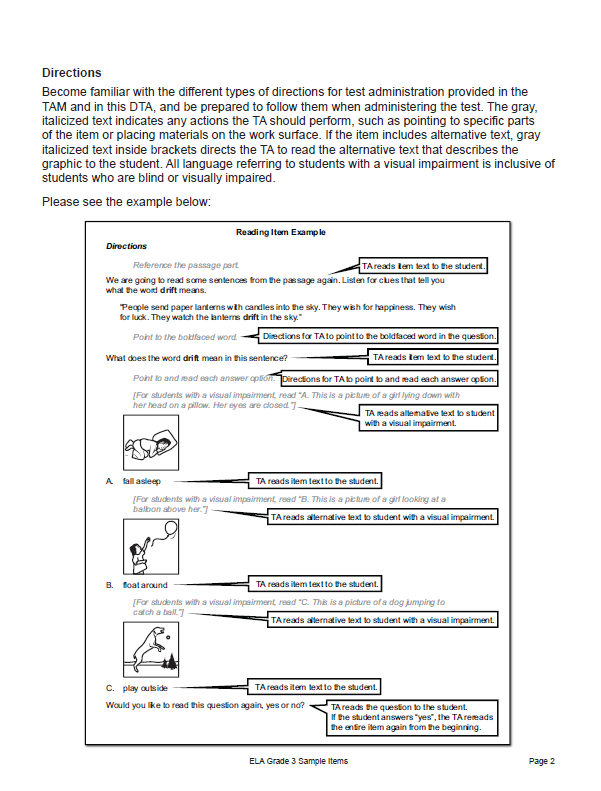 Directions
Become familiar with the different types of directions for test administration provided in the
TAM and in this DTA, and be prepared to follow them when administering the test. The gray,
italicized text indicates any actions the TA should perform, such as pointing to specific parts
of the item or placing materials on the work surface. If the item includes alternative text, gray
italicized text inside brackets directs the TA to read the alternative text that describes the
graphic to the student. All language referring to students with a visual impairment is inclusive of
students who are blind or visually impaired.
Please see the example below:
Reading Item Example
Directions
Reference the passage part.
TA reads item text to the student.
We are going to read some sentences from the passage again. Listen for clues that tell you
what the word drift means.
“People send paper lanterns with candles into the sky. They wish for happiness. They wish
for luck. They watch the lanterns drift in the sky.”
Point to the boldfaced word.
Directions for TA to point to the boldfaced word in the question.
What does the word drift mean in this sentence?
TA reads item text to the student.
Point to and read each answer option.
Directions for TA to point to and read each answer option.
[For students with a visual impairment, read “A. This is a picture of a girl lying down with
her head on a pillow. Her eyes are closed.”]
TA reads alternative text to student
with a visual impairment.
A. fall asleep
TA reads item text to the student.
[For students with a visual impairment, read “B. This is a picture of a girl looking at a
balloon above her.”]
TA reads alternative text to student with a visual impairment.
B. float around
TA reads item text to the student.
[For students with a visual impairment, read “C. This is a picture of a dog jumping to
catch a ball.”]
TA reads alternative text to student with a visual impairment.
C. play outside
TA reads item text to the student.
Would you like to read this question again, yes or no?
TA reads the question to the student.
If the student answers “yes”, the TA rereads
the entire item again from the beginning.
ELA Grade 3 Sample Items
Page 2